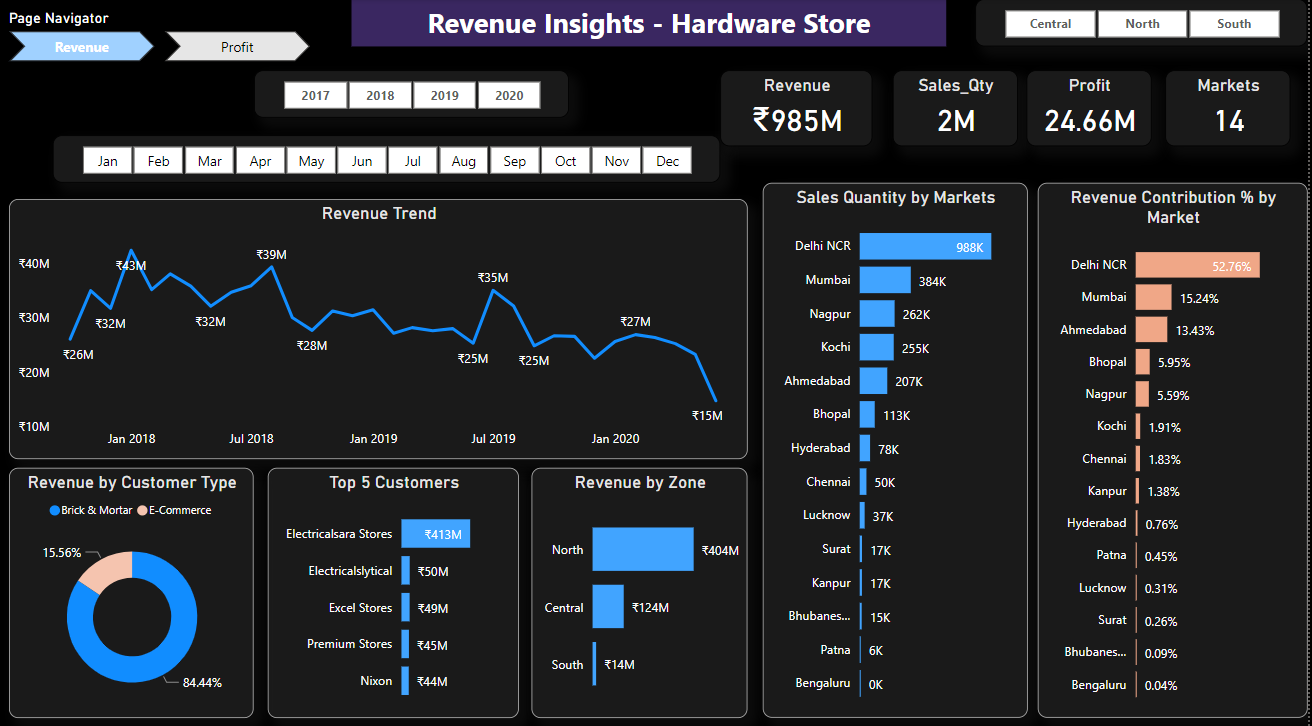 Page Navigator
Revenue
Profit
Revenue Insights - Hardware Store
Central
North
South
2017
2018
2019
2020
Revenue
₹985M
Sales_Qty
2M
Profit
24.66M
Markets
14
Jan
Feb
Mar
Apr
May
Jun
Jul
Aug
Sep
Oct
Nov
Dec
Revenue Trend
₹40M
₹30M
₹20M
₹10M
₹26M
₹32M
₹43M
₹32M
₹39M
₹28M
₹25M
₹35M
₹25M
₹27M
₹15M
Jan 2018
Jul 2018
Jan 2019
Jul 2019
Jan 2020
Revenue by Customer Type
Brick & Mortar
E-Commerce
15.56%
84.44%
Top 5 Customers
Electricalsara Stores ₹413M
Electricalslytical ₹50M
Excel Stores ₹49M
Premium Stores ₹45M
Nixon ₹44M
Revenue by Zone
North ₹404M
Central ₹124M
South ₹14M
Sales Quantity by Markets
Delhi NCR 988K
Mumbai 384K
Nagpur 262K
Kochi 255K
Ahmedabad 207K
Bhopal 113K
Hyderabad 78K
Chennai 50K
Lucknow 37K
Surat 17K
Kanpur 17K
Bhubanes... 15K
Patna 6K
Bengaluru 0K
Revenue Contribution % by
Market
Delhi NCR 52.76%
Mumbai 15.24%
Ahmedabad 13.43%
Bhopal 5.95%
Nagpur 5.59%
Kochi 1.91%
Chennai 1.83%
Kanpur 1.38%
Hyderabad 0.76%
Patna 0.45%
Lucknow 0.31%
Surat 0.26%
Bhubanes... 0.09%
Bengaluru 0.04%